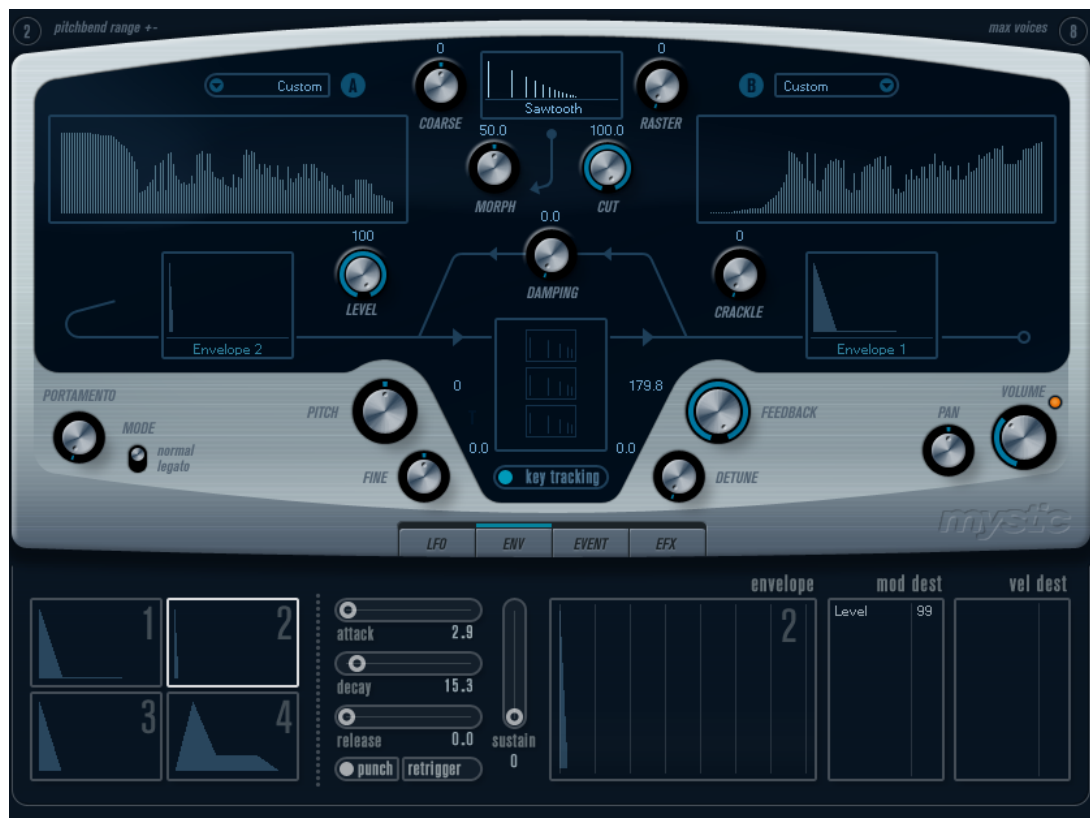 2 pitchbend range +- max voices 8
0 0
Custom A Sawtooth B Custom
COARSE RASTER
50.0 100.0
MORPH CUT
0.0
100 0
DAMPING
LEVEL CRACKLE
Envelope 2 Envelope 1
PORTAMENTO 0 179.8 VOLUME
PITCH FEEDBACK PAN
MODE
normal
legato
0.0 0.0
FINE key tracking DETUNE
mystic
LFO ENV EVENT EFX
envelope mod dest vel dest
1 2 2 Level 99
attack 2.9
decay 15.3
3 4
release 0.0 sustain
0
punch retrigger